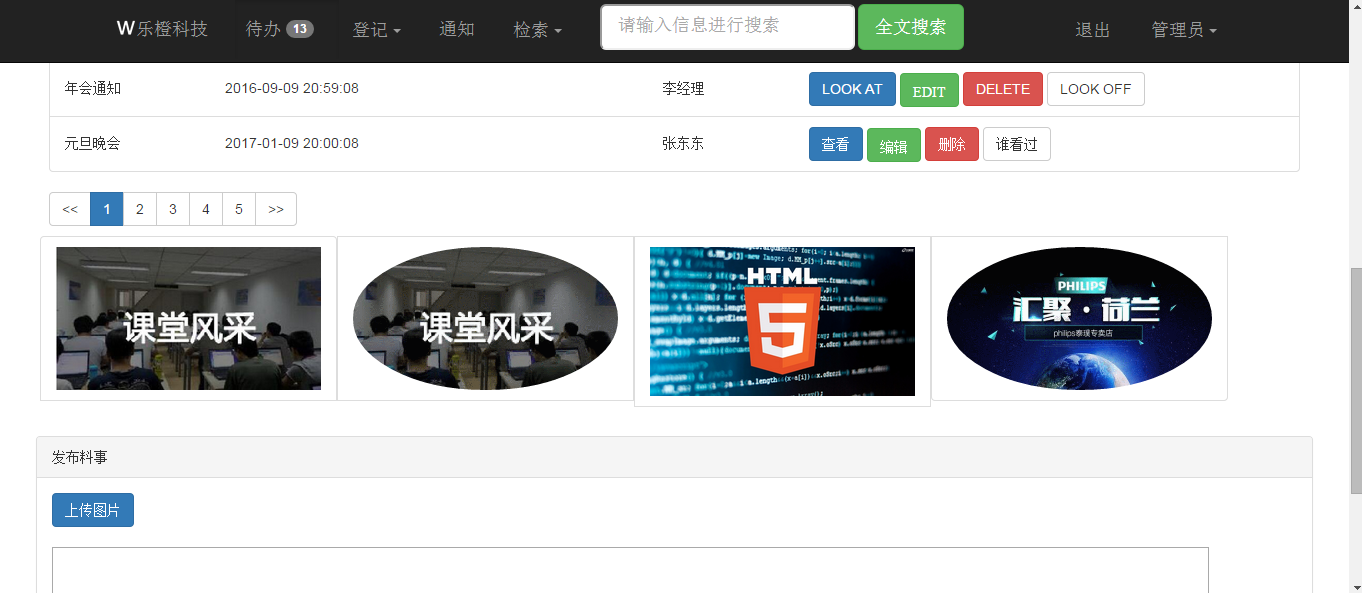 W乐橙科技 待办 13 登记 通知 检索 请输入信息进行搜索 全文搜索 退出 管理员
年会通知 2016-09-09 20:59:08 李经理 LOOK AT EDIT DELETE LOOK OFF
元旦晚会 2017-01-09 20:00:08 张东东 查看 编辑 删除 谁看过
<< 1 2 3 4 5 >>
课堂风采
课堂风采
HTML
5
PHILIPS
汇聚·荷兰
philips泰璞专卖店
发布料事
上传图片